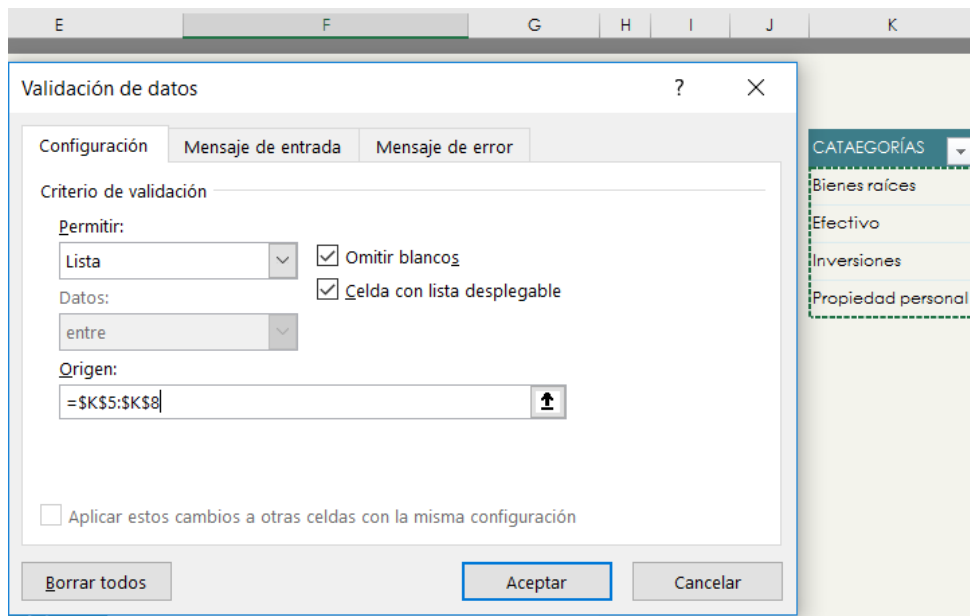 E F G H I J K
Validación de datos ?
Configuración Mensaje de entrada Mensaje de error
Criterio de validación
Permitir:
Lista
Omitir blancos
Datos:
Celda con lista desplegable
entre
Origen:
=$K$5:$K$8
Aplicar estos cambios a otras celdas con la misma configuración
Borrar todos Aceptar Cancelar
CATAEGORÍAS
Bienes raíces
Efectivo
Inversiones
Propiedad personal